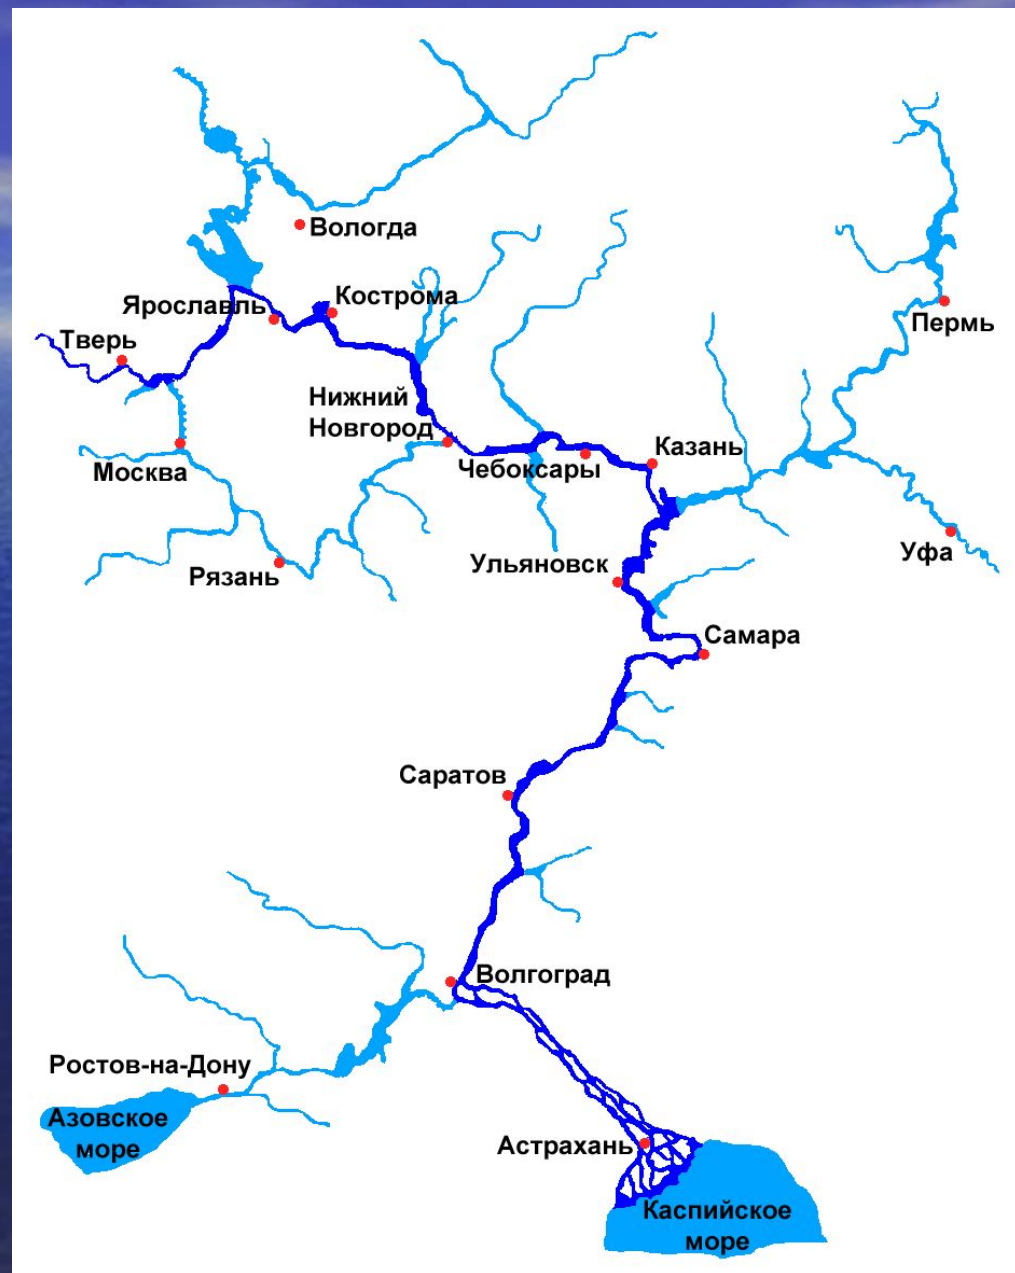 Вологда
Кострома
Ярославль
Пермь
Тверь
Нижний
Новгород
Казань
Чебоксары
Москва
Уфа
Ульяновск
Рязань
Самара
Саратов
Волгоград
Ростов-на-Дону
Азовское
море
Астрахань
Каспийское
море